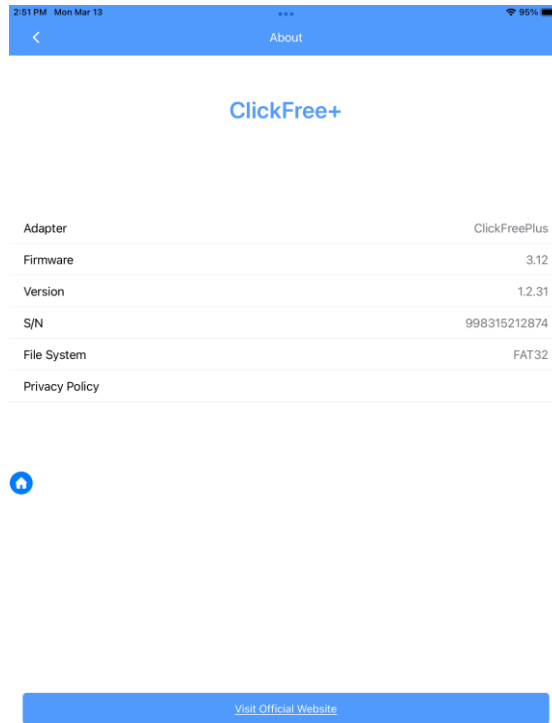 2:51 PM Mon Mar 13 95%
About
ClickFree+
Adapter ClickFreePlus
Firmware 3.12
Version 1.2.31
S/N 998315212874
File System FAT32
Privacy Policy
Visit Official Website